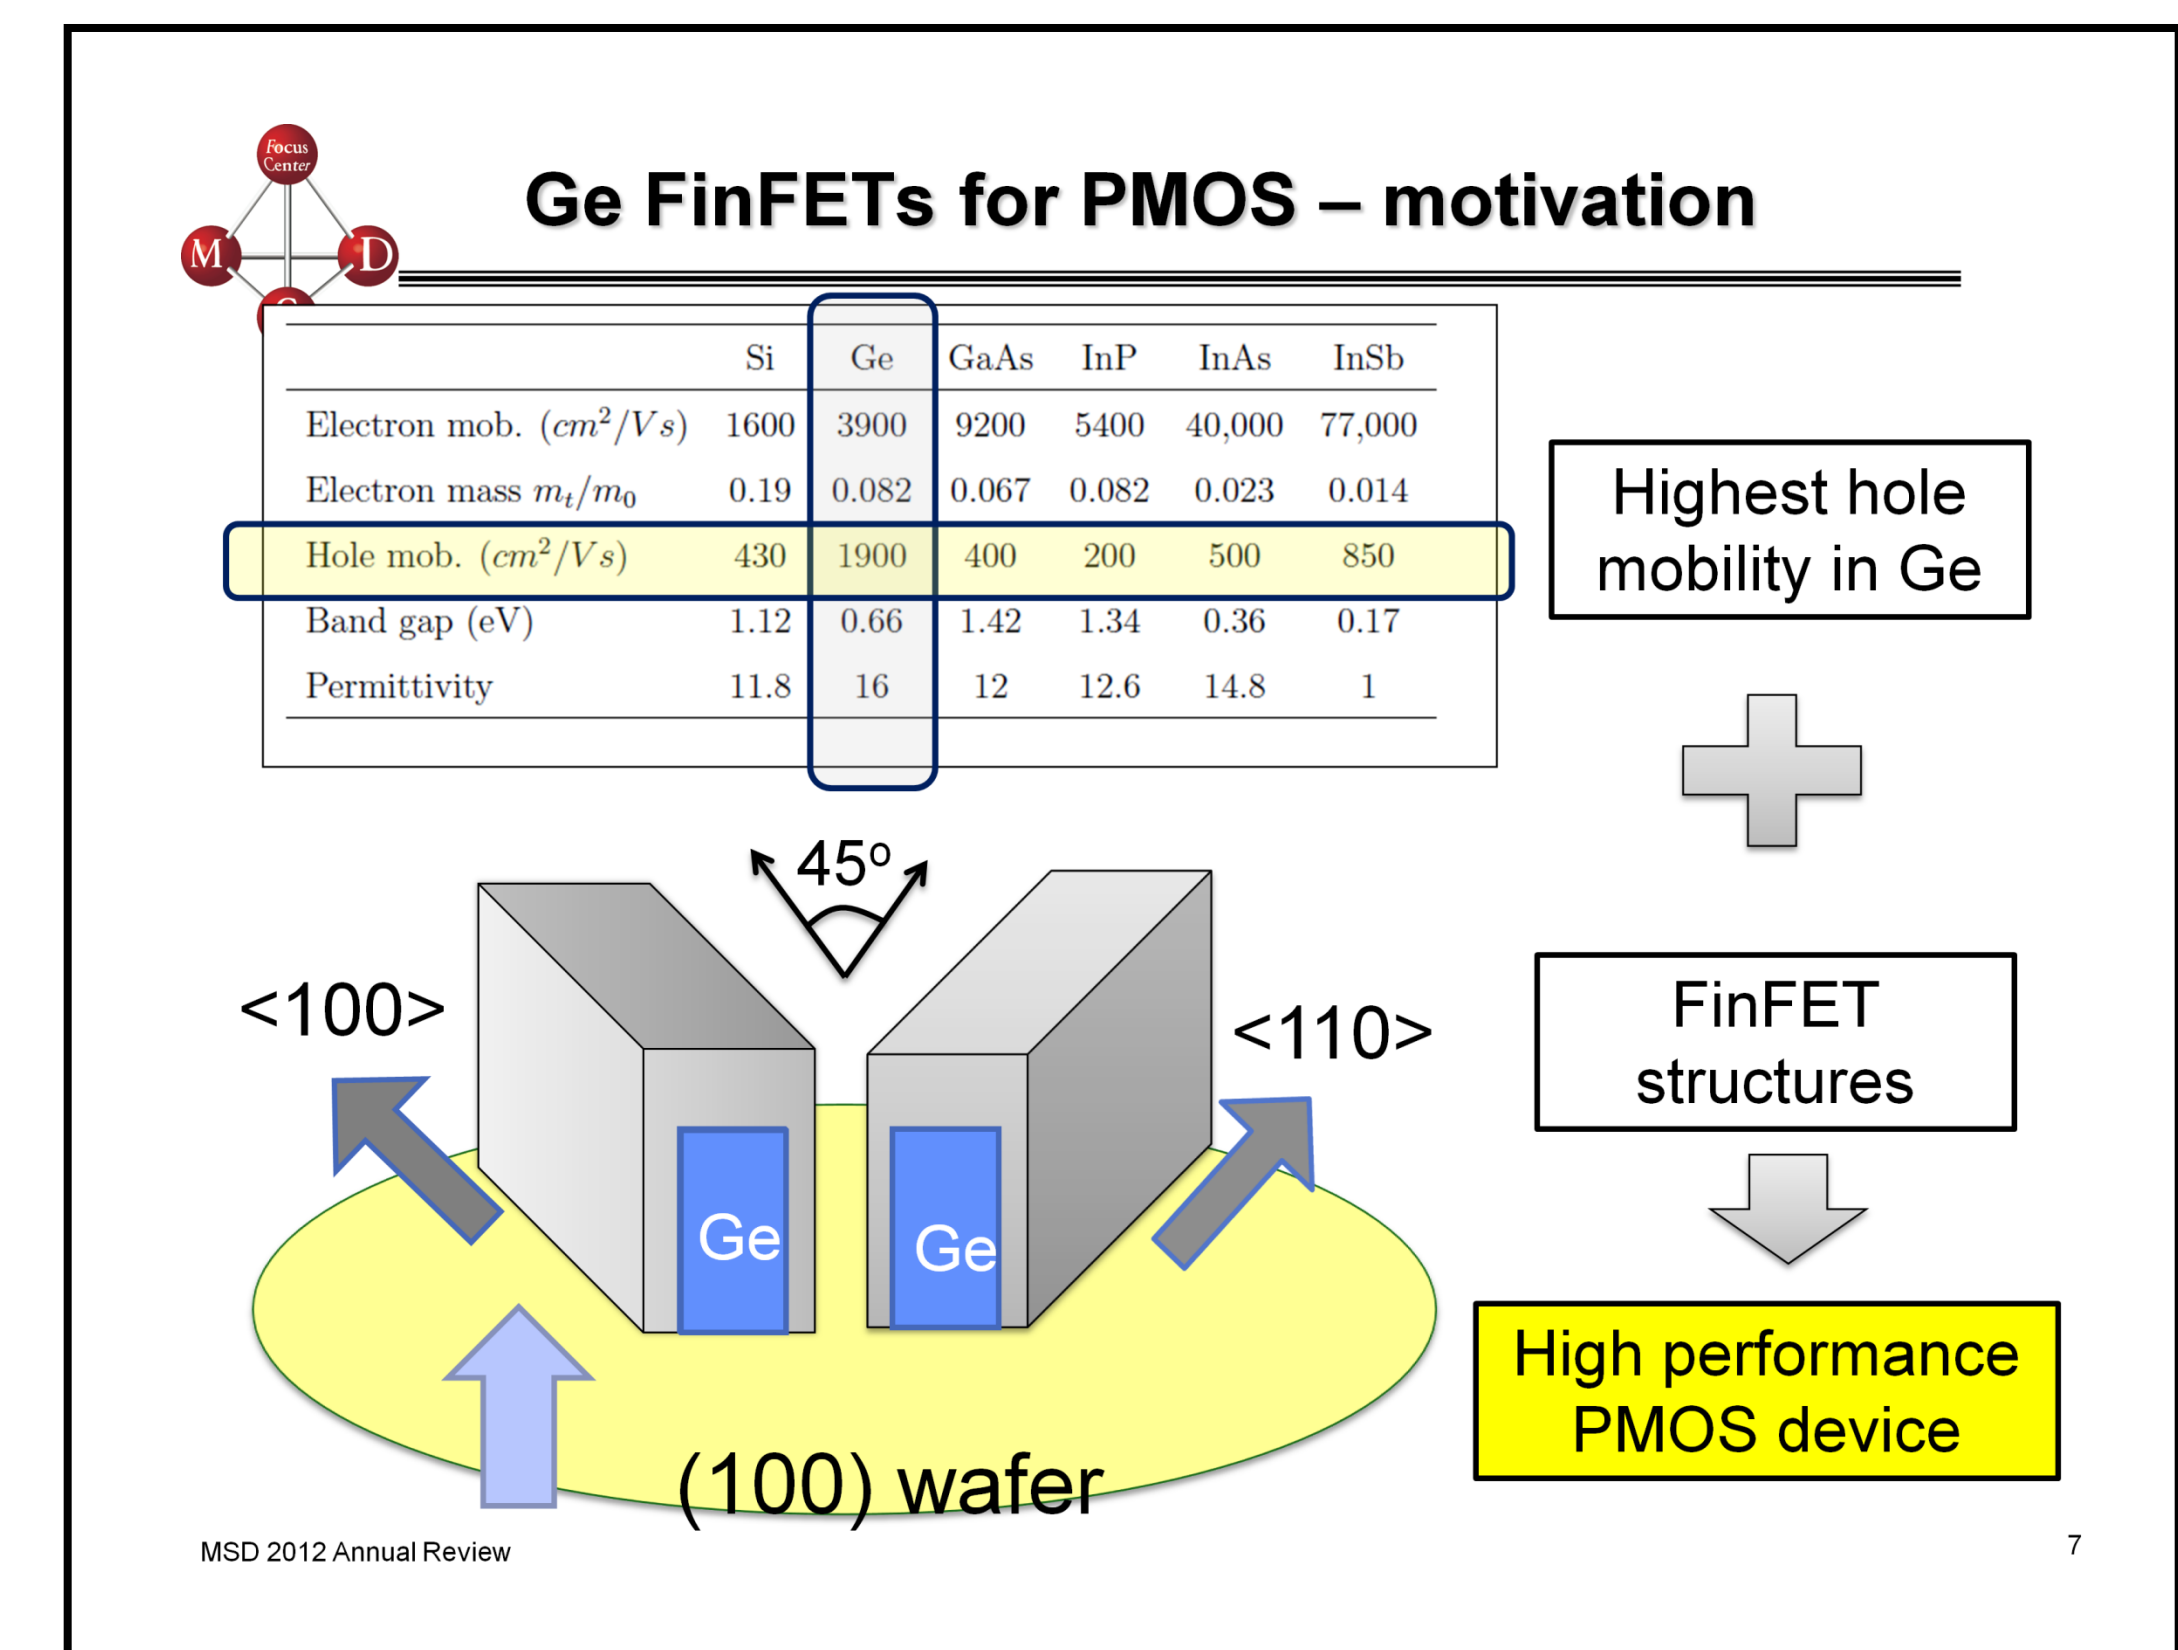 Focus
Center
M D
Ge FinFETs for PMOS – motivation
Si Ge GaAs InP InAs InSb
Electron mob. (cm²/Vs) 1600 3900 9200 5400 40,000 77,000
Electron mass mₜ/m₀ 0.19 0.082 0.067 0.082 0.023 0.014
Hole mob. (cm²/Vs) 430 1900 400 200 500 850
Band gap (eV) 1.12 0.66 1.42 1.34 0.36 0.17
Permittivity 11.8 16 12 12.6 14.8 1
Highest hole
mobility in Ge
45º
<100>
<110>
Ge
Ge
(100) wafer
FinFET
structures
High performance
PMOS device
MSD 2012 Annual Review
7